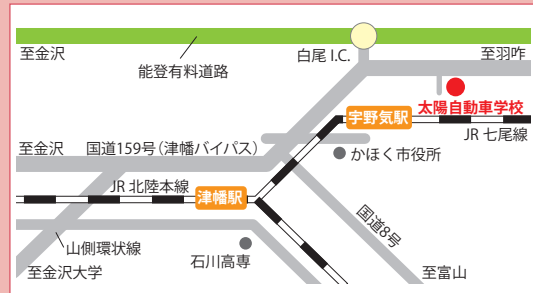 至金沢
能登有料道路
白尾 I.C.
至羽咋
太陽自動車学校
宇野気駅
JR 七尾線
至金沢
国道159号(津幡バイパス)
かほく市役所
JR 北陸本線
津幡駅
国道8号
山側環状線
石川高専
至金沢大学
至富山